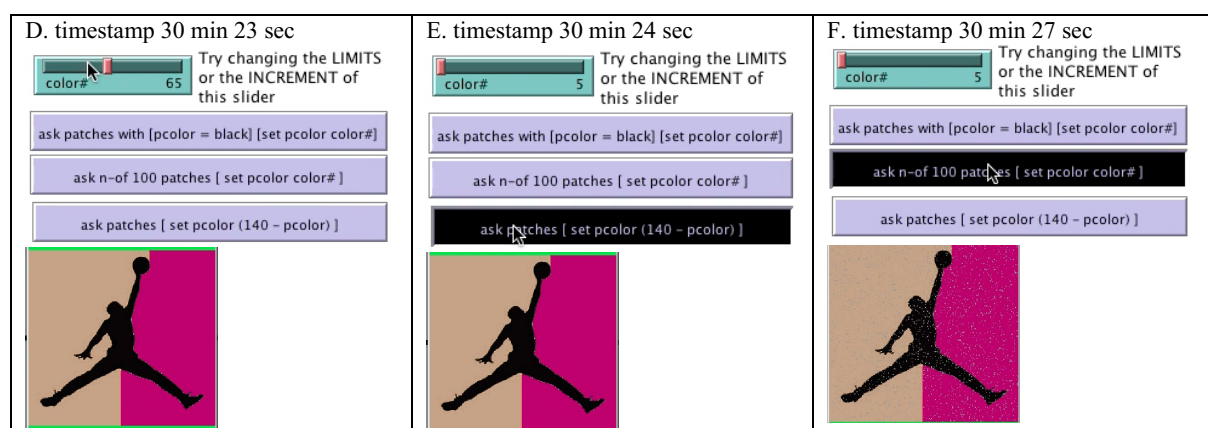 D. timestamp 30 min 23 sec
color# 65
Try changing the LIMITS
or the INCREMENT of
this slider
ask patches with [pcolor = black] [set pcolor color#]
ask n-of 100 patches [ set pcolor color# ]
ask patches [ set pcolor (140 - pcolor) ]
E. timestamp 30 min 24 sec
color# 5
Try changing the LIMITS
or the INCREMENT of
this slider
ask patches with [pcolor = black] [set pcolor color#]
ask n-of 100 patches [ set pcolor color# ]
ask patches [ set pcolor (140 - pcolor) ]
F. timestamp 30 min 27 sec
color# 5
Try changing the LIMITS
or the INCREMENT of
this slider
ask patches with [pcolor = black] [set pcolor color#]
ask n-of 100 patches [ set pcolor color# ]
ask patches [ set pcolor (140 - pcolor) ]